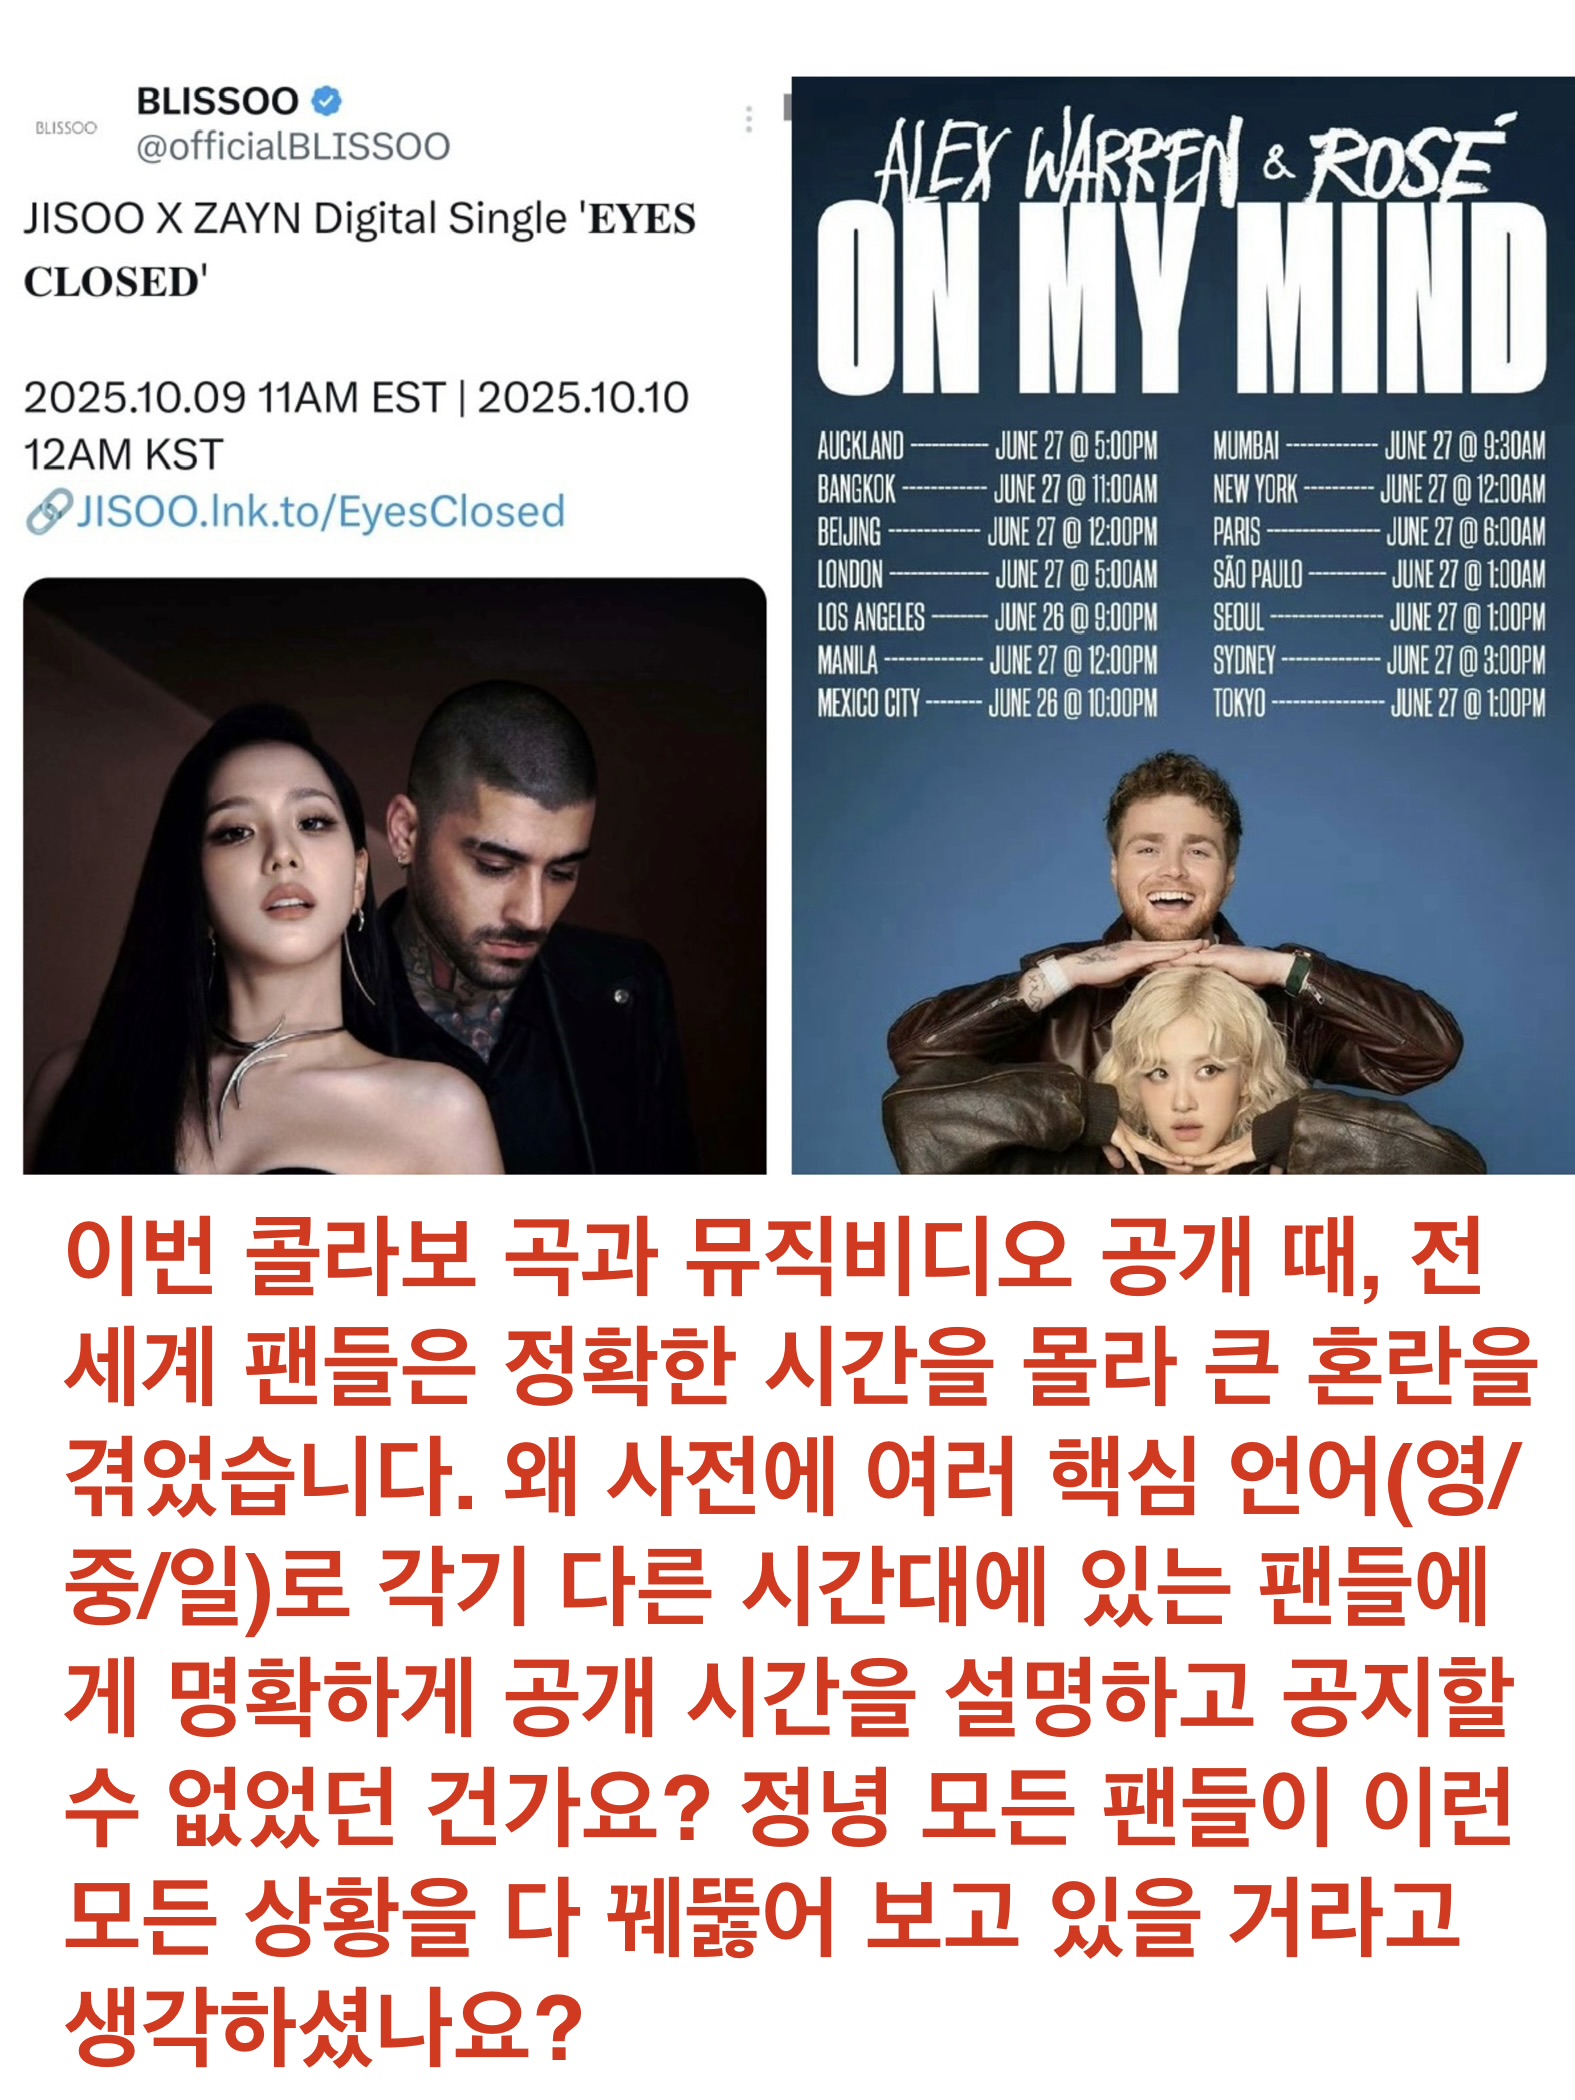 BLISSOO
BLISSOO
@officialBLISSOO
JISOO X ZAYN Digital Single 'EYES
CLOSED'
2025.10.09 11AM EST | 2025.10.10
12AM KST
JISOO.lnk.to/EyesClosed
ALEX WARREN & ROSÉ
ON MY MIND
AUCKLAND ---------- JUNE 27 @ 5:00PM
BANGKOK ----------- JUNE 27 @ 11:00AM
BEIJING ------------ JUNE 27 @ 12:00PM
LONDON ------------- JUNE 27 @ 5:00AM
LOS ANGELES ------- JUNE 26 @ 9:00PM
MANILA ------------- JUNE 27 @ 12:00PM
MEXICO CITY ------- JUNE 26 @ 10:00PM
MUMBAI ------------ JUNE 27 @ 9:30AM
NEW YORK --------- JUNE 27 @ 12:00AM
PARIS --------------- JUNE 27 @ 6:00AM
SÃO PAULO ---------- JUNE 27 @ 1:00AM
SEOUL -------------- JUNE 27 @ 1:00PM
SYDNEY ------------ JUNE 27 @ 3:00PM
TOKYO -------------- JUNE 27 @ 1:00PM
이번 콜라보 곡과 뮤직비디오 공개 때, 전
세계 팬들은 정확한 시간을 몰라 큰 혼란을
겪었습니다. 왜 사전에 여러 핵심 언어(영/
중/일)로 각기 다른 시간대에 있는 팬들에
게 명확하게 공개 시간을 설명하고 공지할
수 없었던 건가요? 정녕 모든 팬들이 이런
모든 상황을 다 꿰뚫어 보고 있을 거라고
생각하셨나요?